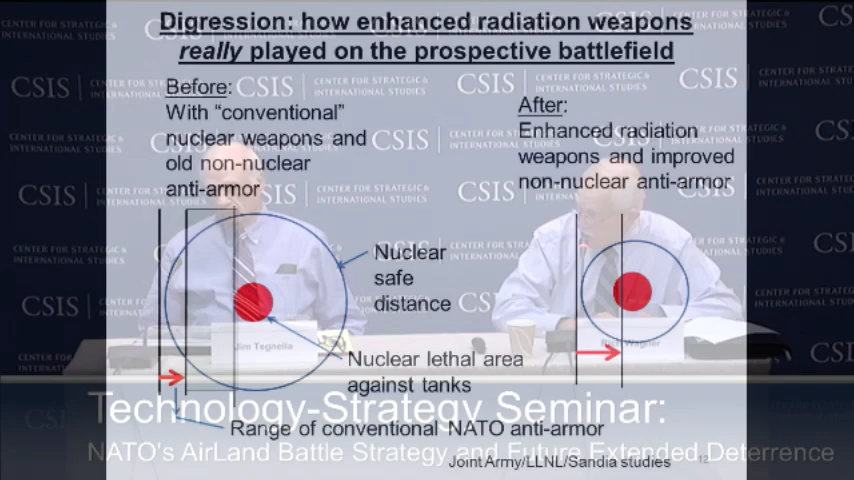 Digression: how enhanced radiation weapons
really played on the prospective battlefield
Before:
With “conventional”
nuclear weapons and
old non-nuclear
anti-armor
After:
Enhanced radiation
weapons and improved
non-nuclear anti-armor
CSIS
CENTER FOR STRATEGIC &
INTERNATIONAL STUDIES
Nuclear
safe
distance
Jim Tegnelia
Rich Wagner
Nuclear lethal area
against tanks
Technology-Strategy Seminar:
Range of conventional NATO anti-armor
NATO's AirLand Battle Strategy and Future Extended Deterrence
Joint Army/LLNL/Sandia studies
12